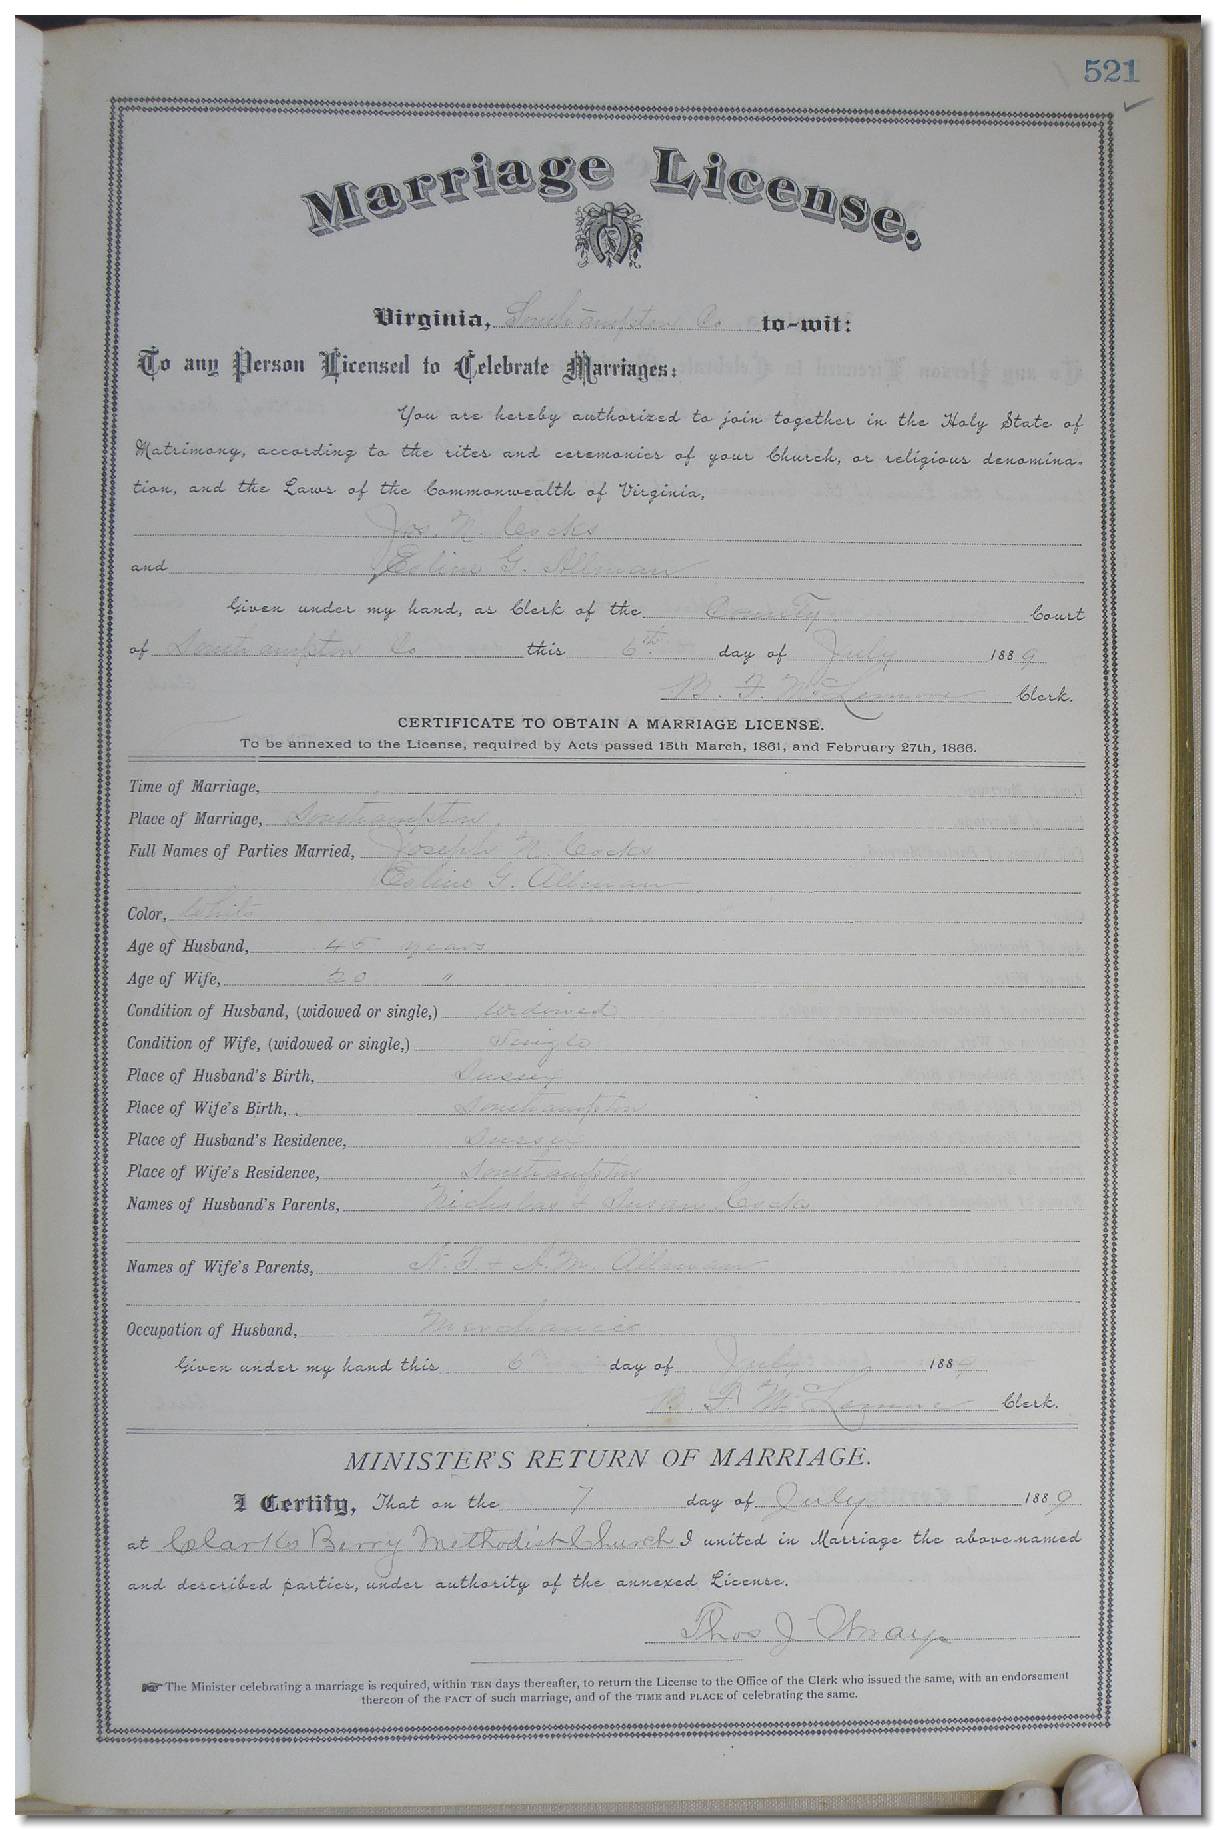 521
Marriage License.
Virginia, Southampton Co to-wit:
To any Person Licensed to Celebrate Marriages:
You are hereby authorized to join together in the Holy State of
Matrimony, according to the rites and ceremonies of your Church, or religious denomina-
tion, and the Laws of the Commonwealth of Virginia,
Jos. N. Cocks
and G.
Given under my hand, as Clerk of the County Court
of Southampton Co this 6th day of July 1889
B. F. McLemore Clerk.
CERTIFICATE TO OBTAIN A MARRIAGE LICENSE.
To be annexed to the License, required by Acts passed 15th March, 1861, and February 27th, 1866.
Time of Marriage,
Place of Marriage, Southampton
Full Names of Parties Married, Joseph N. Cocks
G. Allman
Color, White
Age of Husband, 45 years
Age of Wife, "
Condition of Husband, (widowed or single,) widowed
Condition of Wife, (widowed or single,) Single
Place of Husband's Birth, Sussex
Place of Wife's Birth, Southampton
Place of Husband's Residence, Sussex
Place of Wife's Residence, Southampton
Names of Husband's Parents, Nicholas & Susan Cocks
Names of Wife's Parents, & Allman
Occupation of Husband,
Given under my hand this 6th day of July 1889
B. F. McLemore Clerk.
MINISTER'S RETURN OF MARRIAGE.
I Certify, That on the 7 day of July 1889
at Clarks Berry Methodist Church I united in Marriage the above-named
and described parties, under authority of the annexed License.
Thos J Wray
The Minister celebrating a marriage is required, within TEN days thereafter, to return the License to the Office of the Clerk who issued the same, with an endorsement
thereon of the FACT of such marriage, and of the TIME and PLACE of celebrating the same.